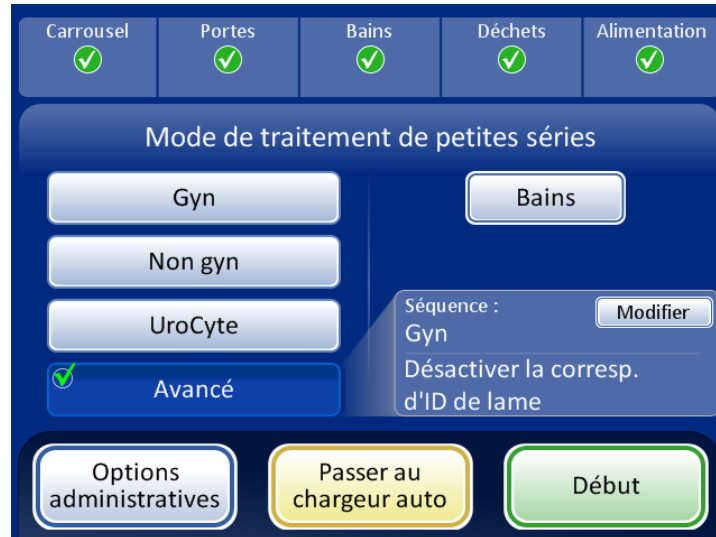 Carrousel Portes Bains Déchets Alimentation
Mode de traitement de petites séries
Gyn
Bains
Non gyn
UroCyte
Séquence :
Modifier
Gyn
Avancé
Désactiver la corresp.
d'ID de lame
Options
administratives
Passer au
chargeur auto
Début